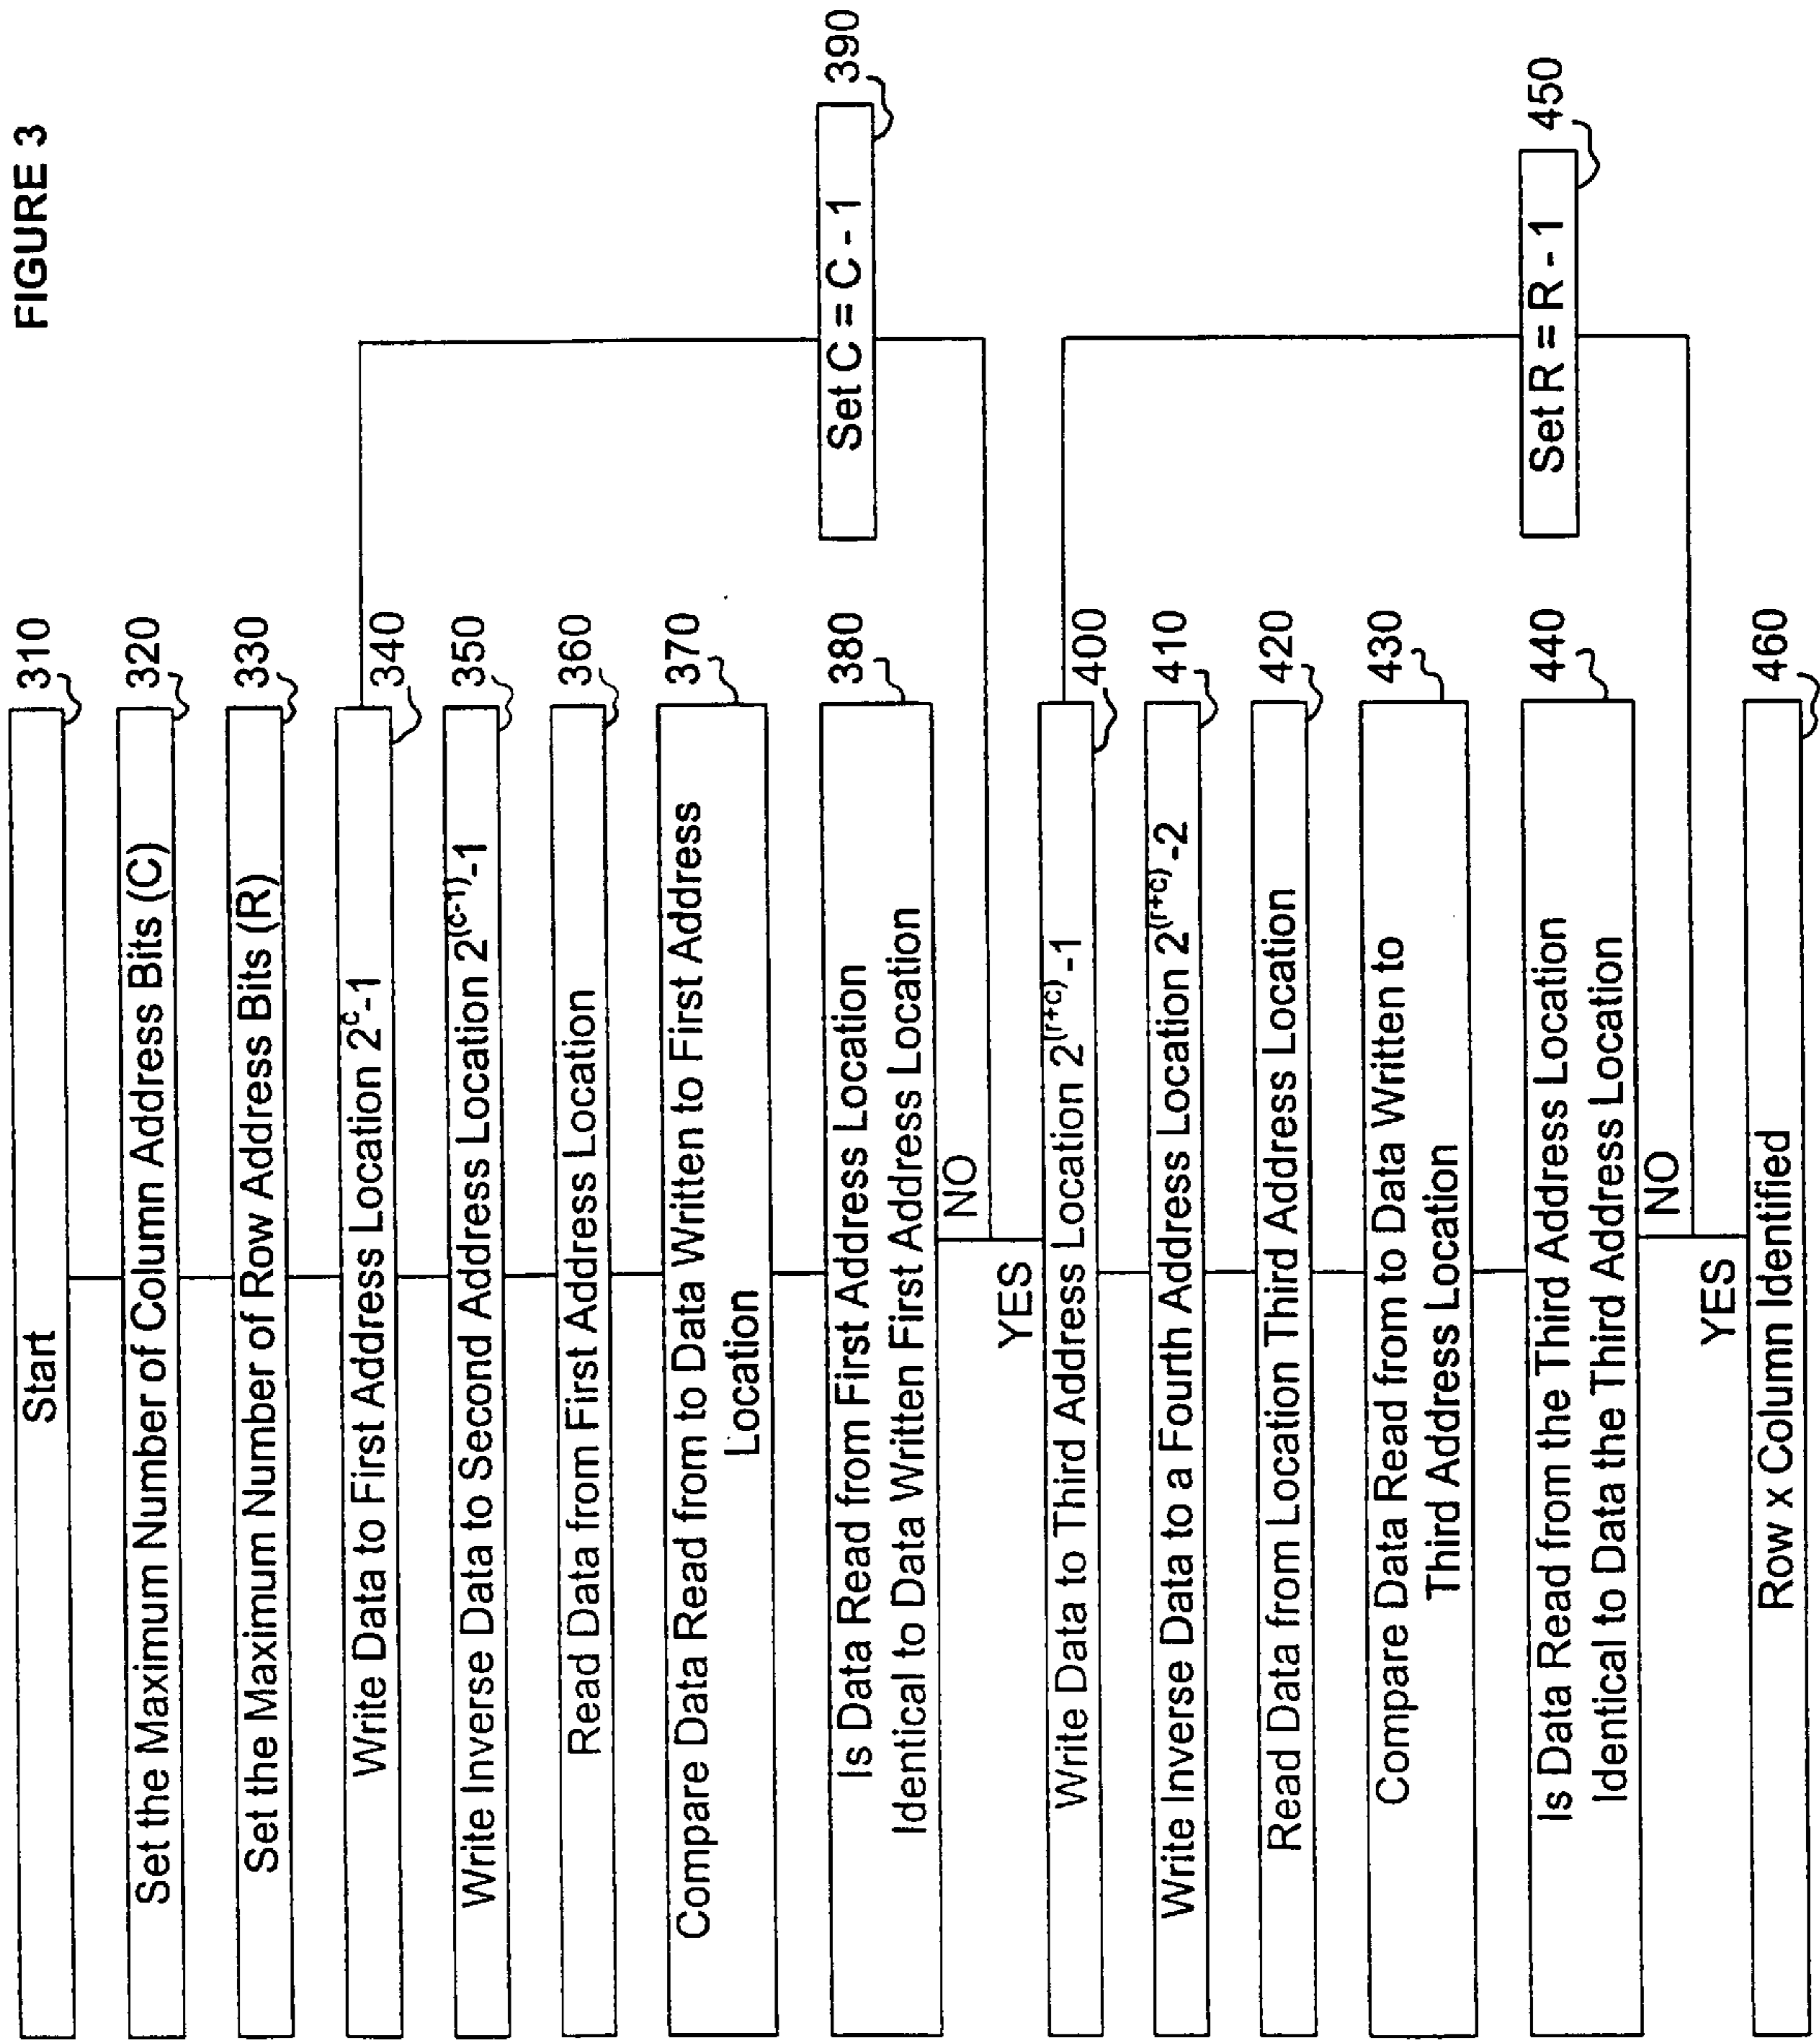 FIGURE 3
Start
310
Set the Maximum Number of Column Address Bits (C)
320
Set the Maximum Number of Row Address Bits (R)
330
Write Data to First Address Location 2^c-1
340
Write Inverse Data to Second Address Location 2^(c-1)-1
350
Read Data from First Address Location
360
Compare Data Read from to Data Written to First Address
Location
370
Is Data Read from First Address Location
Identical to Data Written First Address Location
380
NO
Set C = C - 1
390
YES
Write Data to Third Address Location 2^(r+c)-1
400
Write Inverse Data to a Fourth Address Location 2^(r+c)-2
410
Read Data from Location Third Address Location
420
Compare Data Read from to Data Written to
Third Address Location
430
Is Data Read from the Third Address Location
Identical to Data the Third Address Location
440
NO
Set R = R - 1
450
YES
Row x Column Identified
460